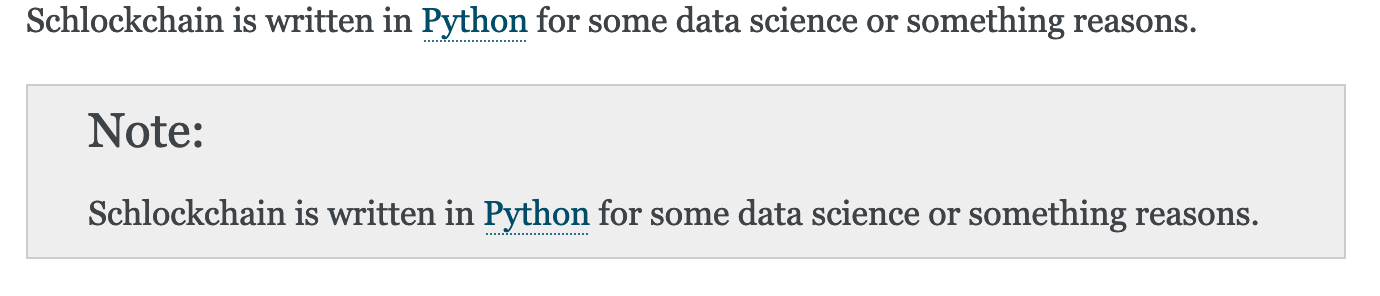 Schlockchain is written in Python for some data science or something reasons.
Note:
Schlockchain is written in Python for some data science or something reasons.